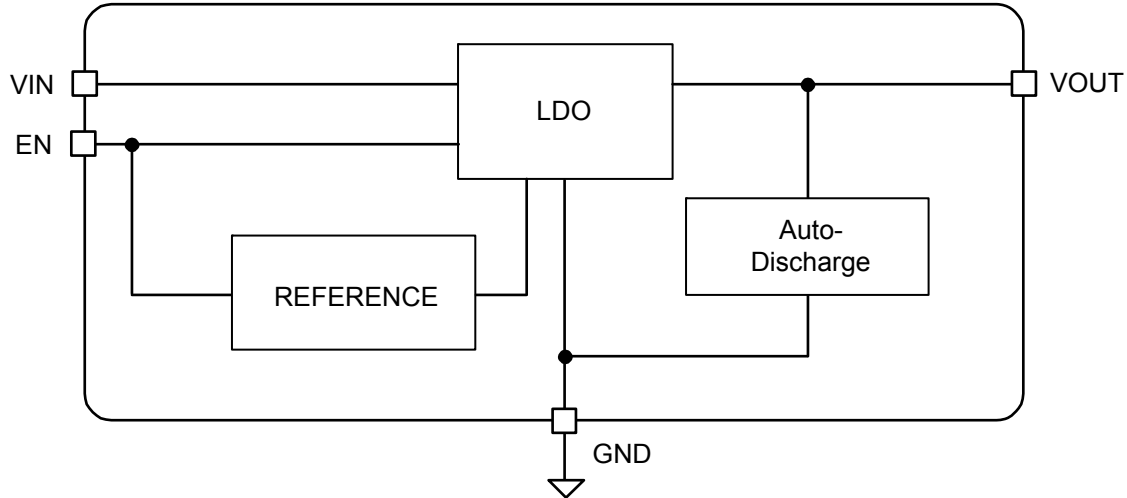 VIN
LDO
VOUT
EN
Auto-
Discharge
REFERENCE
GND